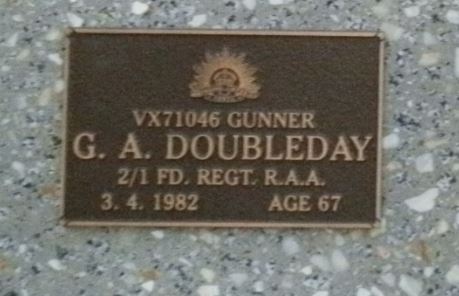 VX71046 GUNNER
G. A. DOUBLEDAY
2/1 FD. REGT. R.A.A.
3. 4. 1982 AGE 67